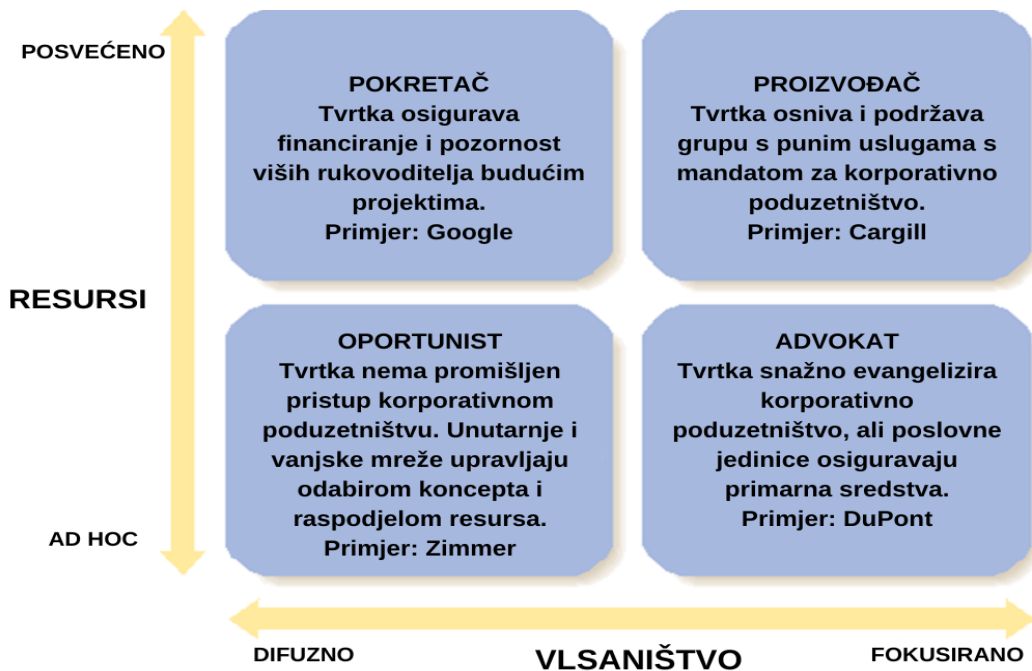 POSVEĆENO
POKRETAČ
Tvrtka osigurava
financiranje i pozornost
viših rukovoditelja budućim
projektima.
Primjer: Google
PROIZVOĐAČ
Tvrtka osniva i podržava
grupu s punim uslugama s
mandatom za korporativno
poduzetništvo.
Primjer: Cargill
RESURSI
OPORTUNIST
Tvrtka nema promišljen
pristup korporativnom
poduzetništvu. Unutarnje i
vanjske mreže upravljaju
odabirom koncepta i
raspodjelom resursa.
Primjer: Zimmer
ADVOKAT
Tvrtka snažno evangelizira
korporativno
poduzetništvo, ali poslovne
jedinice osiguravaju
primarna sredstva.
Primjer: DuPont
AD HOC
DIFUZNO
VLSANIŠTVO
FOKUSIRANO